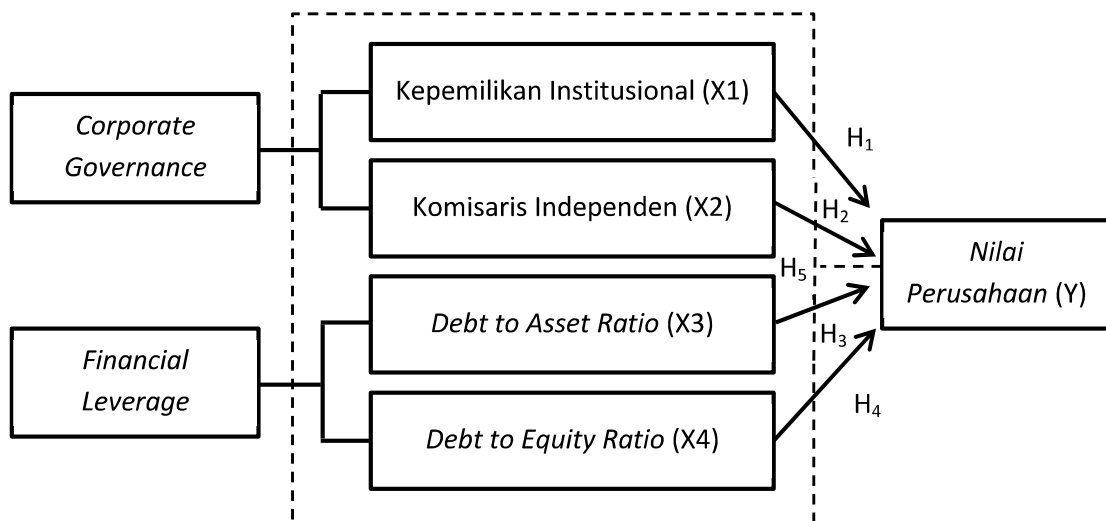 Corporate
Governance
Kepemilikan Institusional (X1)
H1
Komisaris Independen (X2)
H2
H5
Nilai
Perusahaan (Y)
Debt to Asset Ratio (X3)
H3
Financial
Leverage
Debt to Equity Ratio (X4)
H4